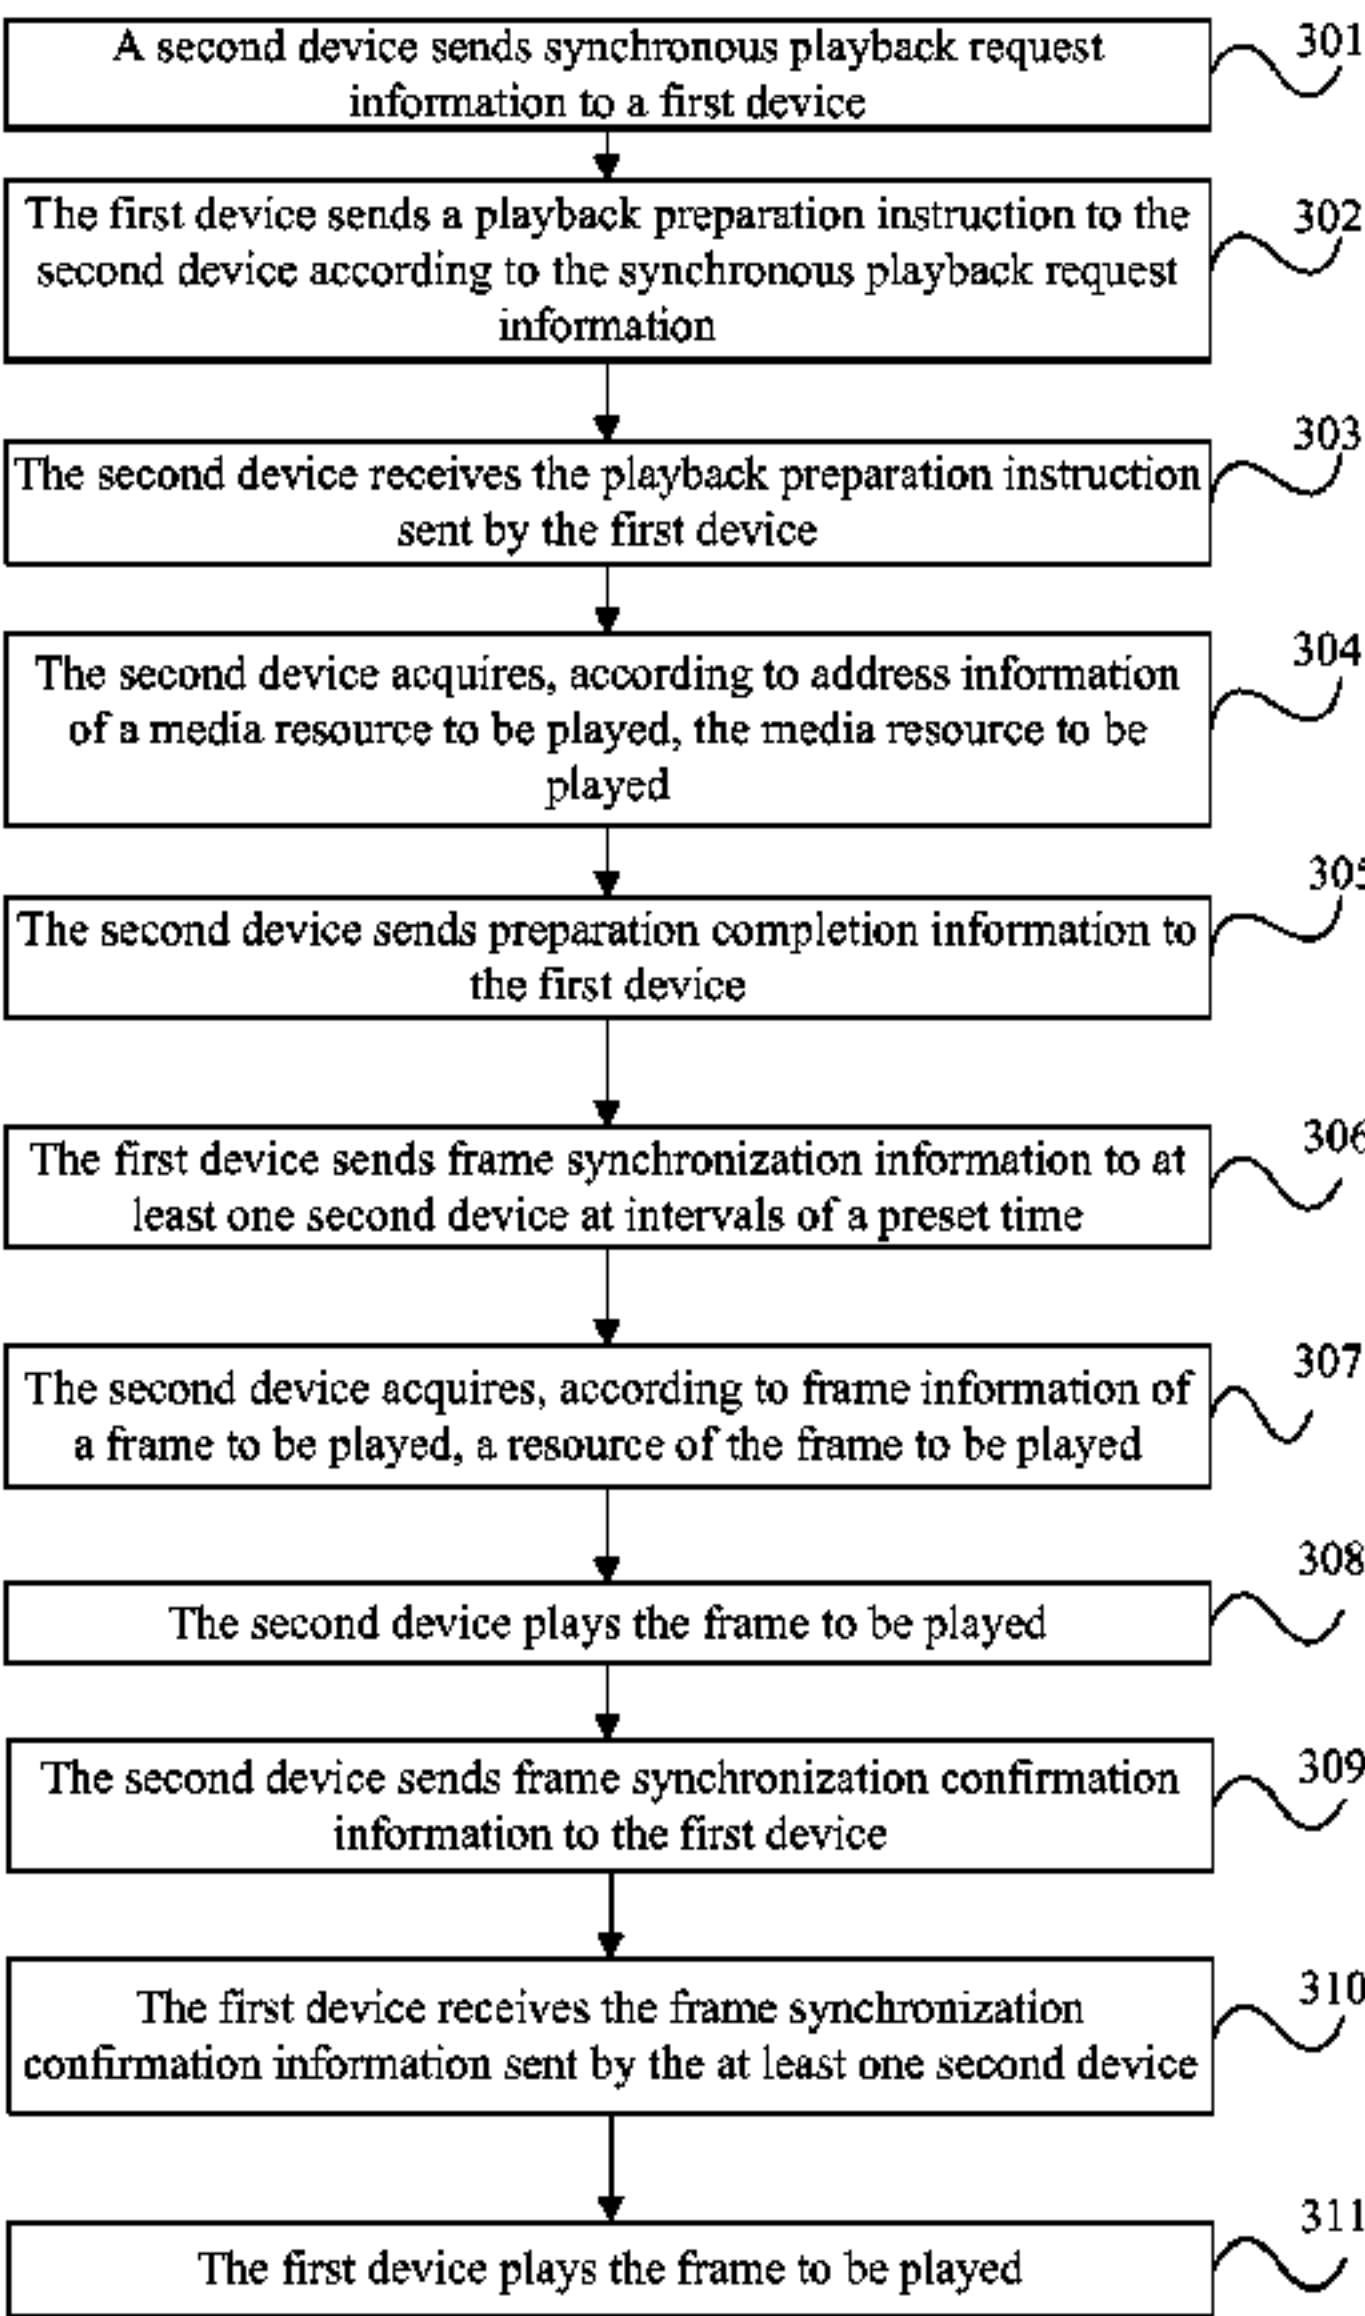 A second device sends synchronous playback request
information to a first device
301
The first device sends a playback preparation instruction to the
second device according to the synchronous playback request
information
302
The second device receives the playback preparation instruction
sent by the first device
303
The second device acquires, according to address information
of a media resource to be played, the media resource to be
played
304
The second device sends preparation completion information to
the first device
305
The first device sends frame synchronization information to at
least one second device at intervals of a preset time
306
The second device acquires, according to frame information of
a frame to be played, a resource of the frame to be played
307
The second device plays the frame to be played
308
The second device sends frame synchronization confirmation
information to the first device
309
The first device receives the frame synchronization
confirmation information sent by the at least one second device
310
The first device plays the frame to be played
311